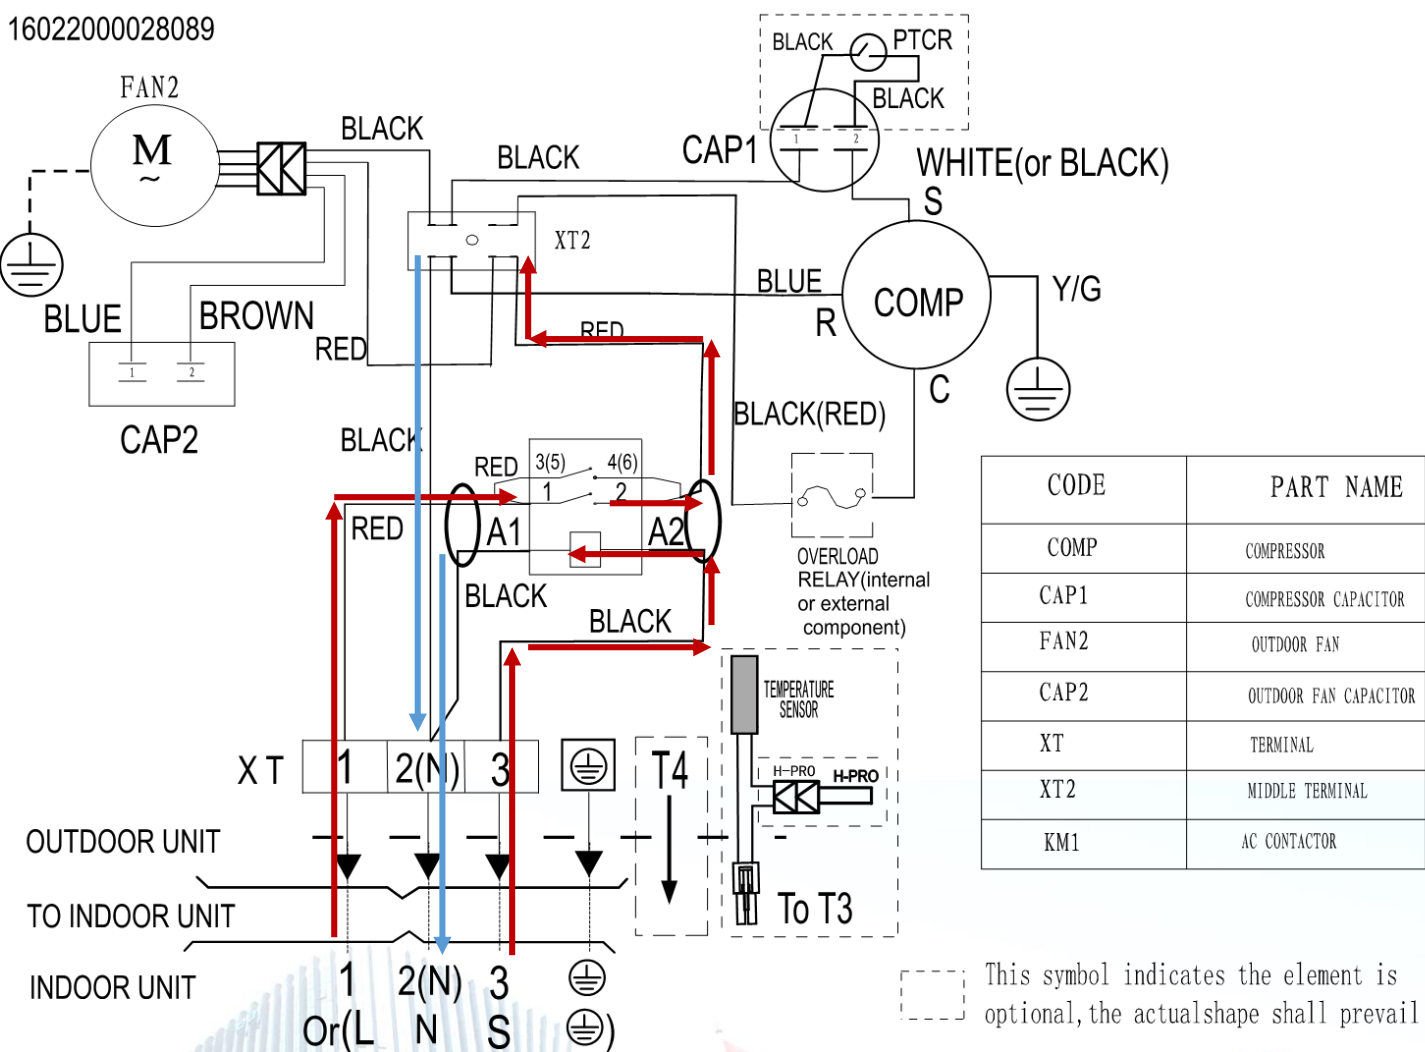 16022000028089
FAN2
M
~
BLACK
BLACK
BLACK
PTCR
BLACK
1
2
CAP1
WHITE(or BLACK)
S
XT2
BLUE
R
COMP
Y/G
C
BLUE
BROWN
RED
RED
1
2
CAP2
BLACK
BLACK(RED)
RED
3(5)
4(6)
1
2
RED
A1
A2
BLACK
BLACK
OVERLOAD
RELAY(internal
or external
component)
TEMPERATURE
SENSOR
H-PRO
H-PRO
To T3
T4
X T
1
2(N)
3
OUTDOOR UNIT
TO INDOOR UNIT
INDOOR UNIT
1
2(N)
3
Or(L
N
S
)
CODE
PART NAME
COMP
COMPRESSOR
CAP1
COMPRESSOR CAPACITOR
FAN2
OUTDOOR FAN
CAP2
OUTDOOR FAN CAPACITOR
XT
TERMINAL
XT2
MIDDLE TERMINAL
KM1
AC CONTACTOR
This symbol indicates the element is
optional,the actualshape shall prevail